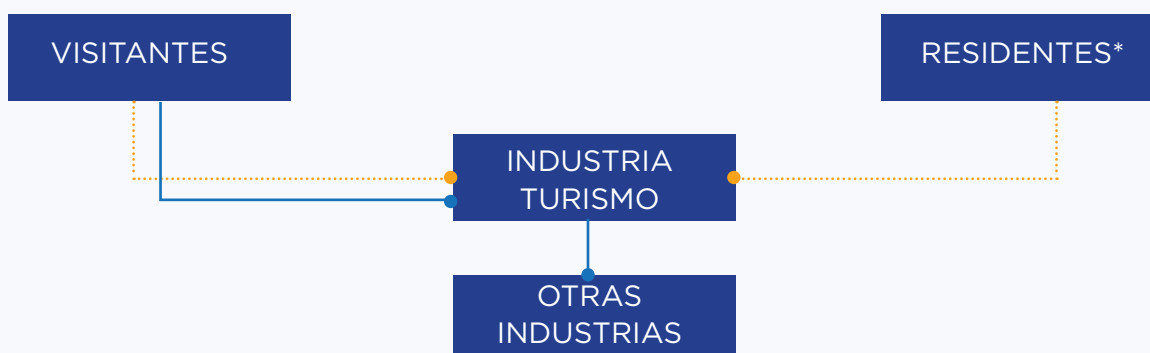 VISITANTES
RESIDENTES*
INDUSTRIA
TURISMO
OTRAS
INDUSTRIAS